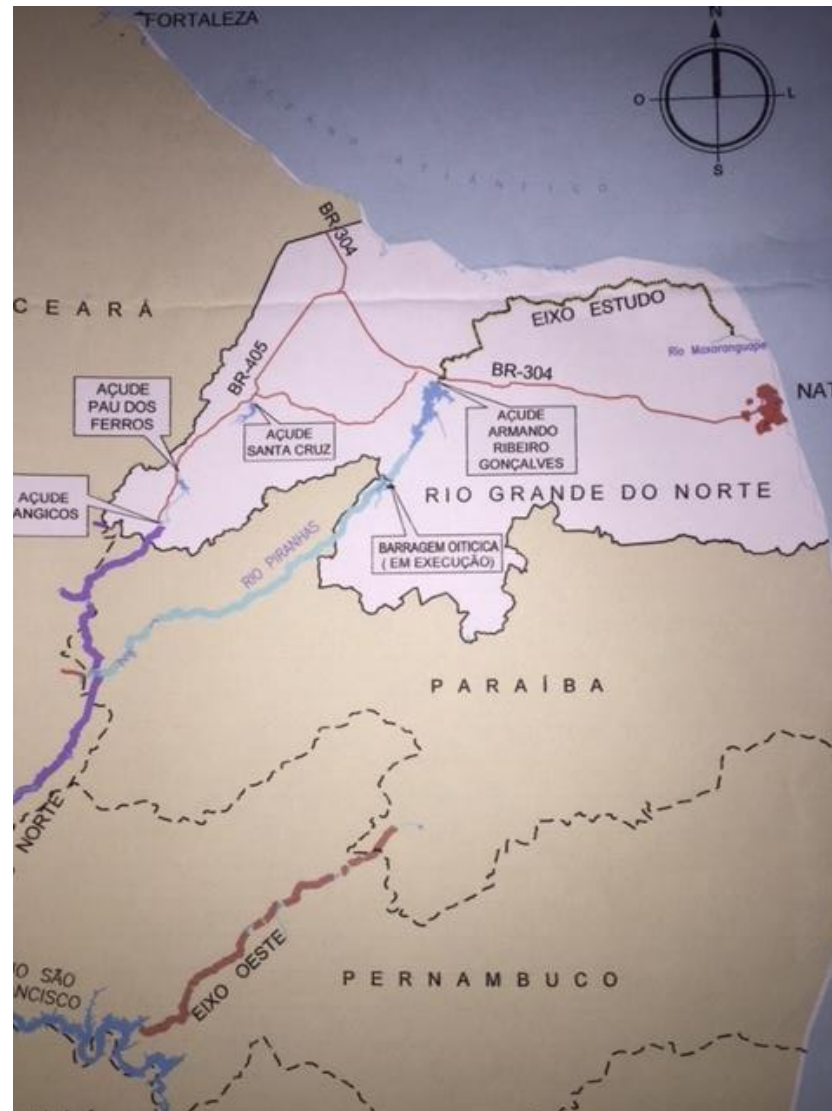 FORTALEZA
N
O
L
S
OCEANO ATLÂNTICO
BR-304
CEARÁ
EIXO ESTUDO
Rio Maxaranguape
BR-405
BR-304
NAT
AÇUDE
PAU DOS
FERROS
AÇUDE
SANTA CRUZ
AÇUDE
ARMANDO
RIBEIRO
GONÇALVES
AÇUDE
ANGICOS
RIO GRANDE DO NORTE
RIO PIRANHAS
BARRAGEM OITICICA
( EM EXECUÇÃO)
PARAÍBA
NORTE
EIXO OESTE
O SÃO
NCISCO
PERNAMBUCO